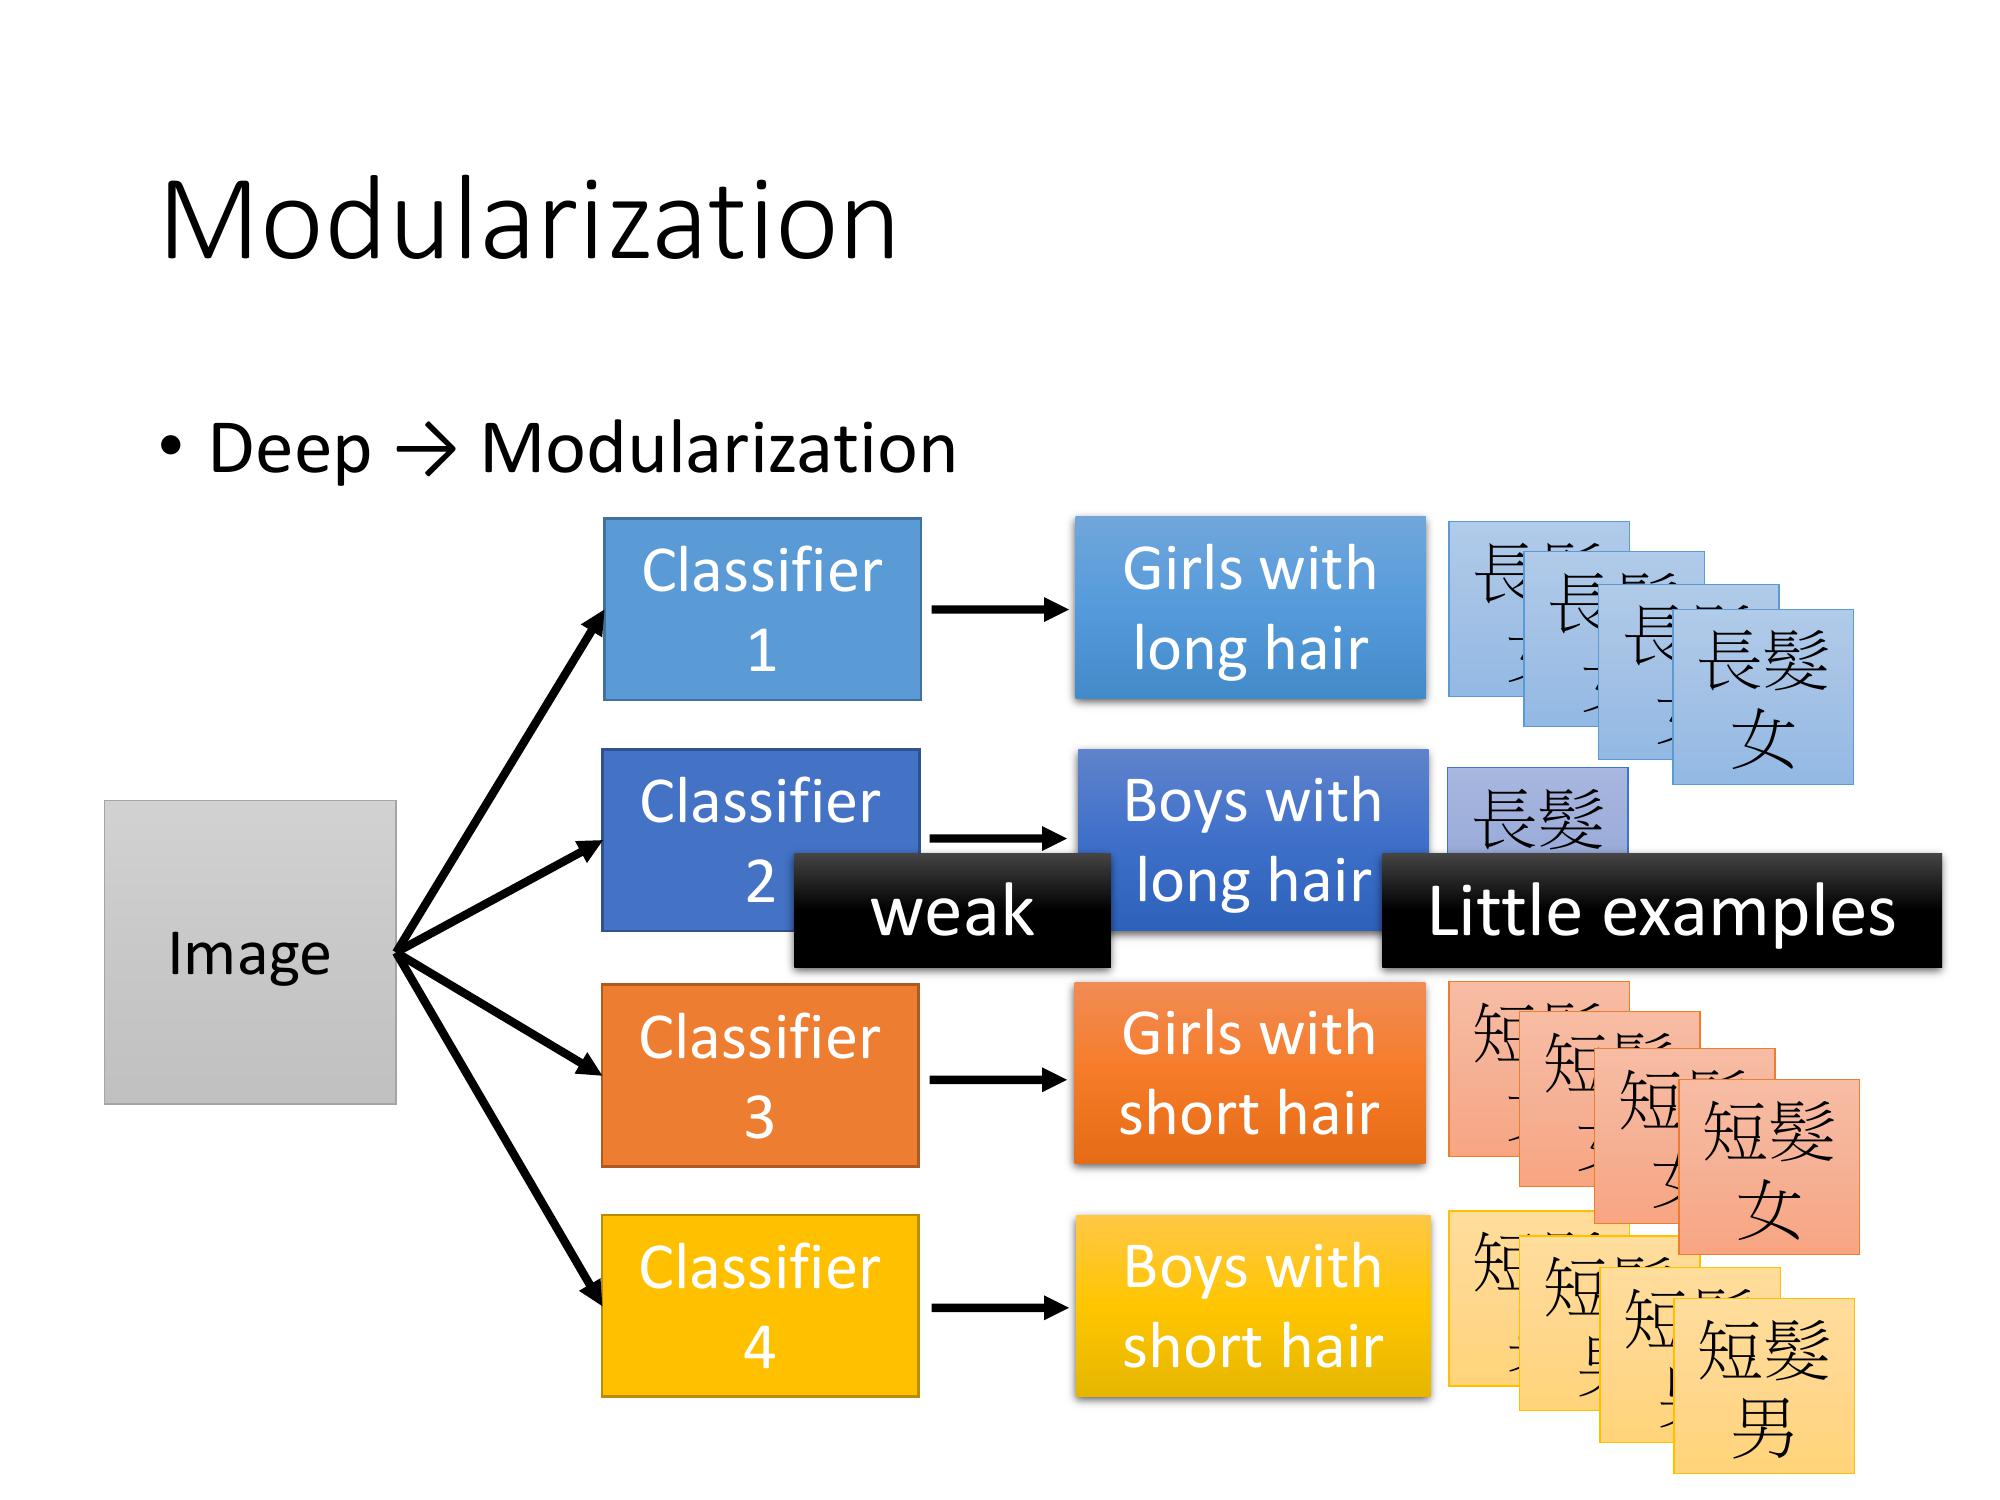 Modularization
• Deep → Modularization
Image
Classifier
1
Girls with
long hair
長髮
女
Classifier
2
weak
Boys with
long hair
長髮
Little examples
Classifier
3
Girls with
short hair
短髮
女
Classifier
4
Boys with
short hair
短髮
男